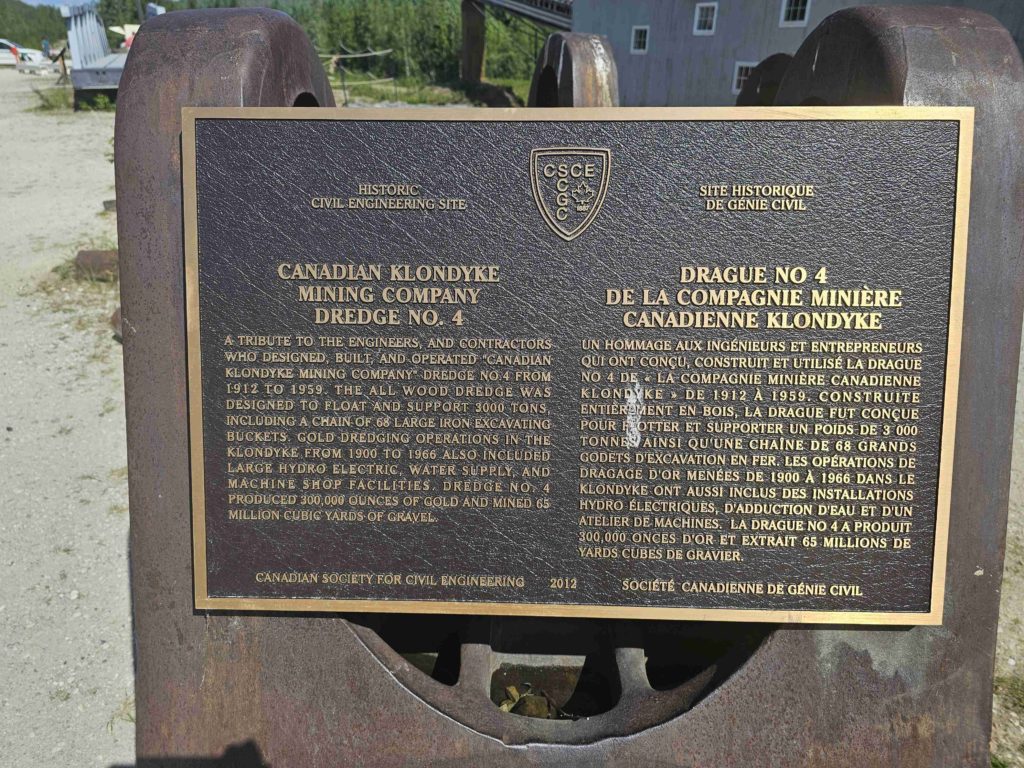 HISTORIC
CIVIL ENGINEERING SITE
CSCE
SCGC
SITE HISTORIQUE
DE GÉNIE CIVIL
CANADIAN KLONDYKE
MINING COMPANY
DREDGE NO. 4
A TRIBUTE TO THE ENGINEERS, AND CONTRACTORS
WHO DESIGNED, BUILT, AND OPERATED "CANADIAN
KLONDYKE MINING COMPANY" DREDGE NO.4 FROM
1912 TO 1959. THE ALL WOOD DREDGE WAS
DESIGNED TO FLOAT AND SUPPORT 3000 TONS,
INCLUDING A CHAIN OF 68 LARGE IRON EXCAVATING
BUCKETS. GOLD DREDGING OPERATIONS IN THE
KLONDYKE FROM 1900 TO 1966 ALSO INCLUDED
LARGE HYDRO ELECTRIC, WATER SUPPLY, AND
MACHINE SHOP FACILITIES. DREDGE NO. 4
PRODUCED 300,000 OUNCES OF GOLD AND MINED 65
MILLION CUBIC YARDS OF GRAVEL.
DRAGUE NO 4
DE LA COMPAGNIE MINIÈRE
CANADIENNE KLONDYKE
UN HOMMAGE AUX INGÉNIEURS ET ENTREPRENEURS
QUI ONT CONÇU, CONSTRUIT ET UTILISÉ LA DRAGUE
NO 4 DE « LA COMPAGNIE MINIÈRE CANADIENNE
KLONDYKE » DE 1912 À 1959. CONSTRUITE
ENTIÈREMENT EN BOIS, LA DRAGUE FUT CONÇUE
POUR FLOTTER ET SUPPORTER UN POIDS DE 3 000
TONNES AINSI QU'UNE CHAÎNE DE 68 GRANDS
GODETS D'EXCAVATION EN FER. LES OPÉRATIONS DE
DRAGAGE D'OR MENÉES DE 1900 À 1966 DANS LE
KLONDYKE ONT AUSSI INCLUS DES INSTALLATIONS
HYDRO ÉLECTRIQUES, D'ADDUCTION D'EAU ET D'UN
ATELIER DE MACHINES. LA DRAGUE NO 4 A PRODUIT
300,000 ONCES D'OR ET EXTRAIT 65 MILLIONS DE
YARDS CUBES DE GRAVIER.
CANADIAN SOCIETY FOR CIVIL ENGINEERING 2012 SOCIÉTÉ CANADIENNE DE GÉNIE CIVIL